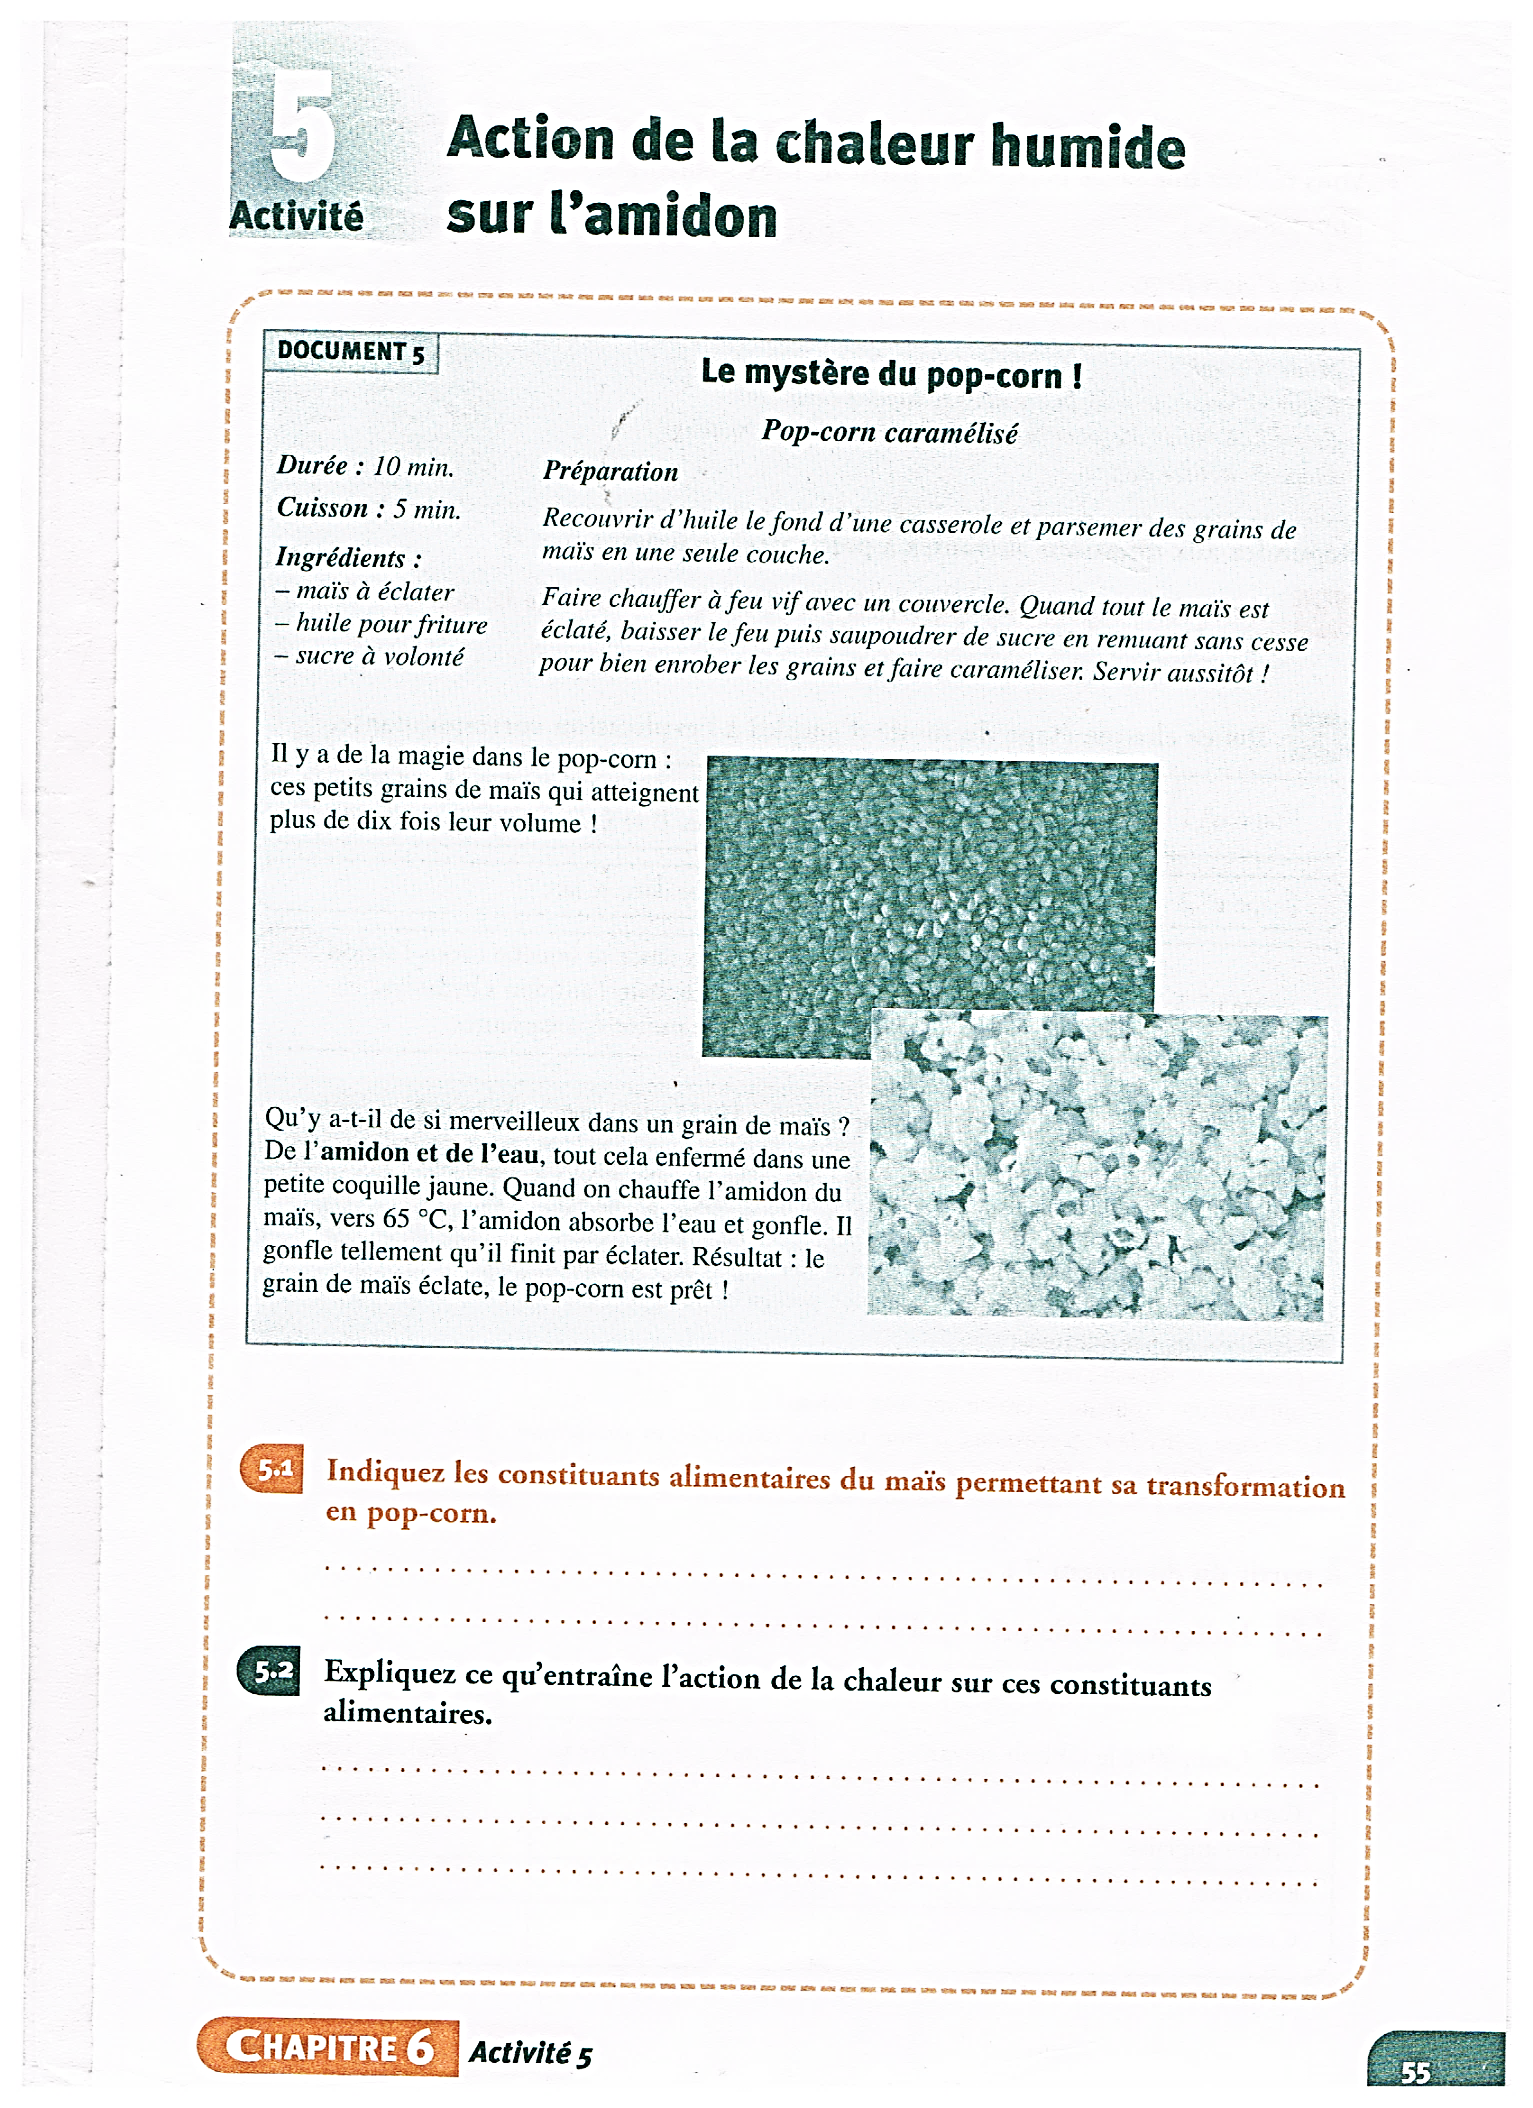 5
Activité
Action de la chaleur humide
sur l'amidon
DOCUMENT 5
Le mystère du pop-corn !
Pop-corn caramélisé
Durée : 10 min.
Cuisson : 5 min.
Ingrédients :
– maïs à éclater
– huile pour friture
– sucre à volonté
Préparation
Recouvrir d'huile le fond d'une casserole et parsemer des grains de
maïs en une seule couche.
Faire chauffer à feu vif avec un couvercle. Quand tout le maïs est
éclaté, baisser le feu puis saupoudrer de sucre en remuant sans cesse
pour bien enrober les grains et faire caraméliser. Servir aussitôt !
Il y a de la magie dans le pop-corn :
ces petits grains de maïs qui atteignent
plus de dix fois leur volume !
Qu'y a-t-il de si merveilleux dans un grain de maïs ?
De l'amidon et de l'eau, tout cela enfermé dans une
petite coquille jaune. Quand on chauffe l'amidon du
maïs, vers 65 °C, l'amidon absorbe l'eau et gonfle. Il
gonfle tellement qu'il finit par éclater. Résultat : le
grain de maïs éclate, le pop-corn est prêt !
5.1 Indiquez les constituants alimentaires du maïs permettant sa transformation
en pop-corn.
5.2 Expliquez ce qu'entraîne l'action de la chaleur sur ces constituants
alimentaires.
CHAPITRE 6 Activité 5
55